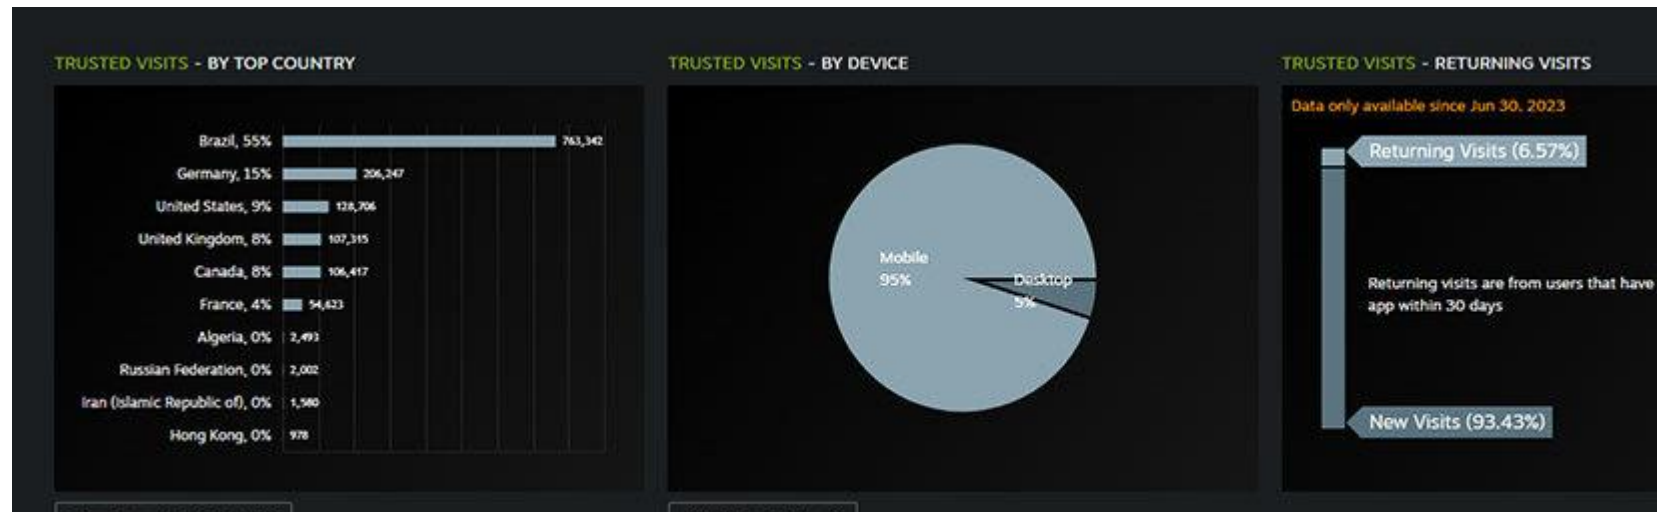 TRUSTED VISITS - BY TOP COUNTRY
Brazil, 55% 763,342
Germany, 15% 206,247
United States, 9% 128,706
United Kingdom, 8% 107,315
Canada, 8% 106,417
France, 4% 54,623
Algeria, 0% 2,493
Russian Federation, 0% 2,002
Iran (Islamic Republic of), 0% 1,580
Hong Kong, 0% 978
TRUSTED VISITS - BY DEVICE
Mobile
95%
Desktop
5%
TRUSTED VISITS - RETURNING VISITS
Data only available since Jun 30, 2023
Returning Visits (6.57%)
Returning visits are from users that have
app within 30 days
New Visits (93.43%)